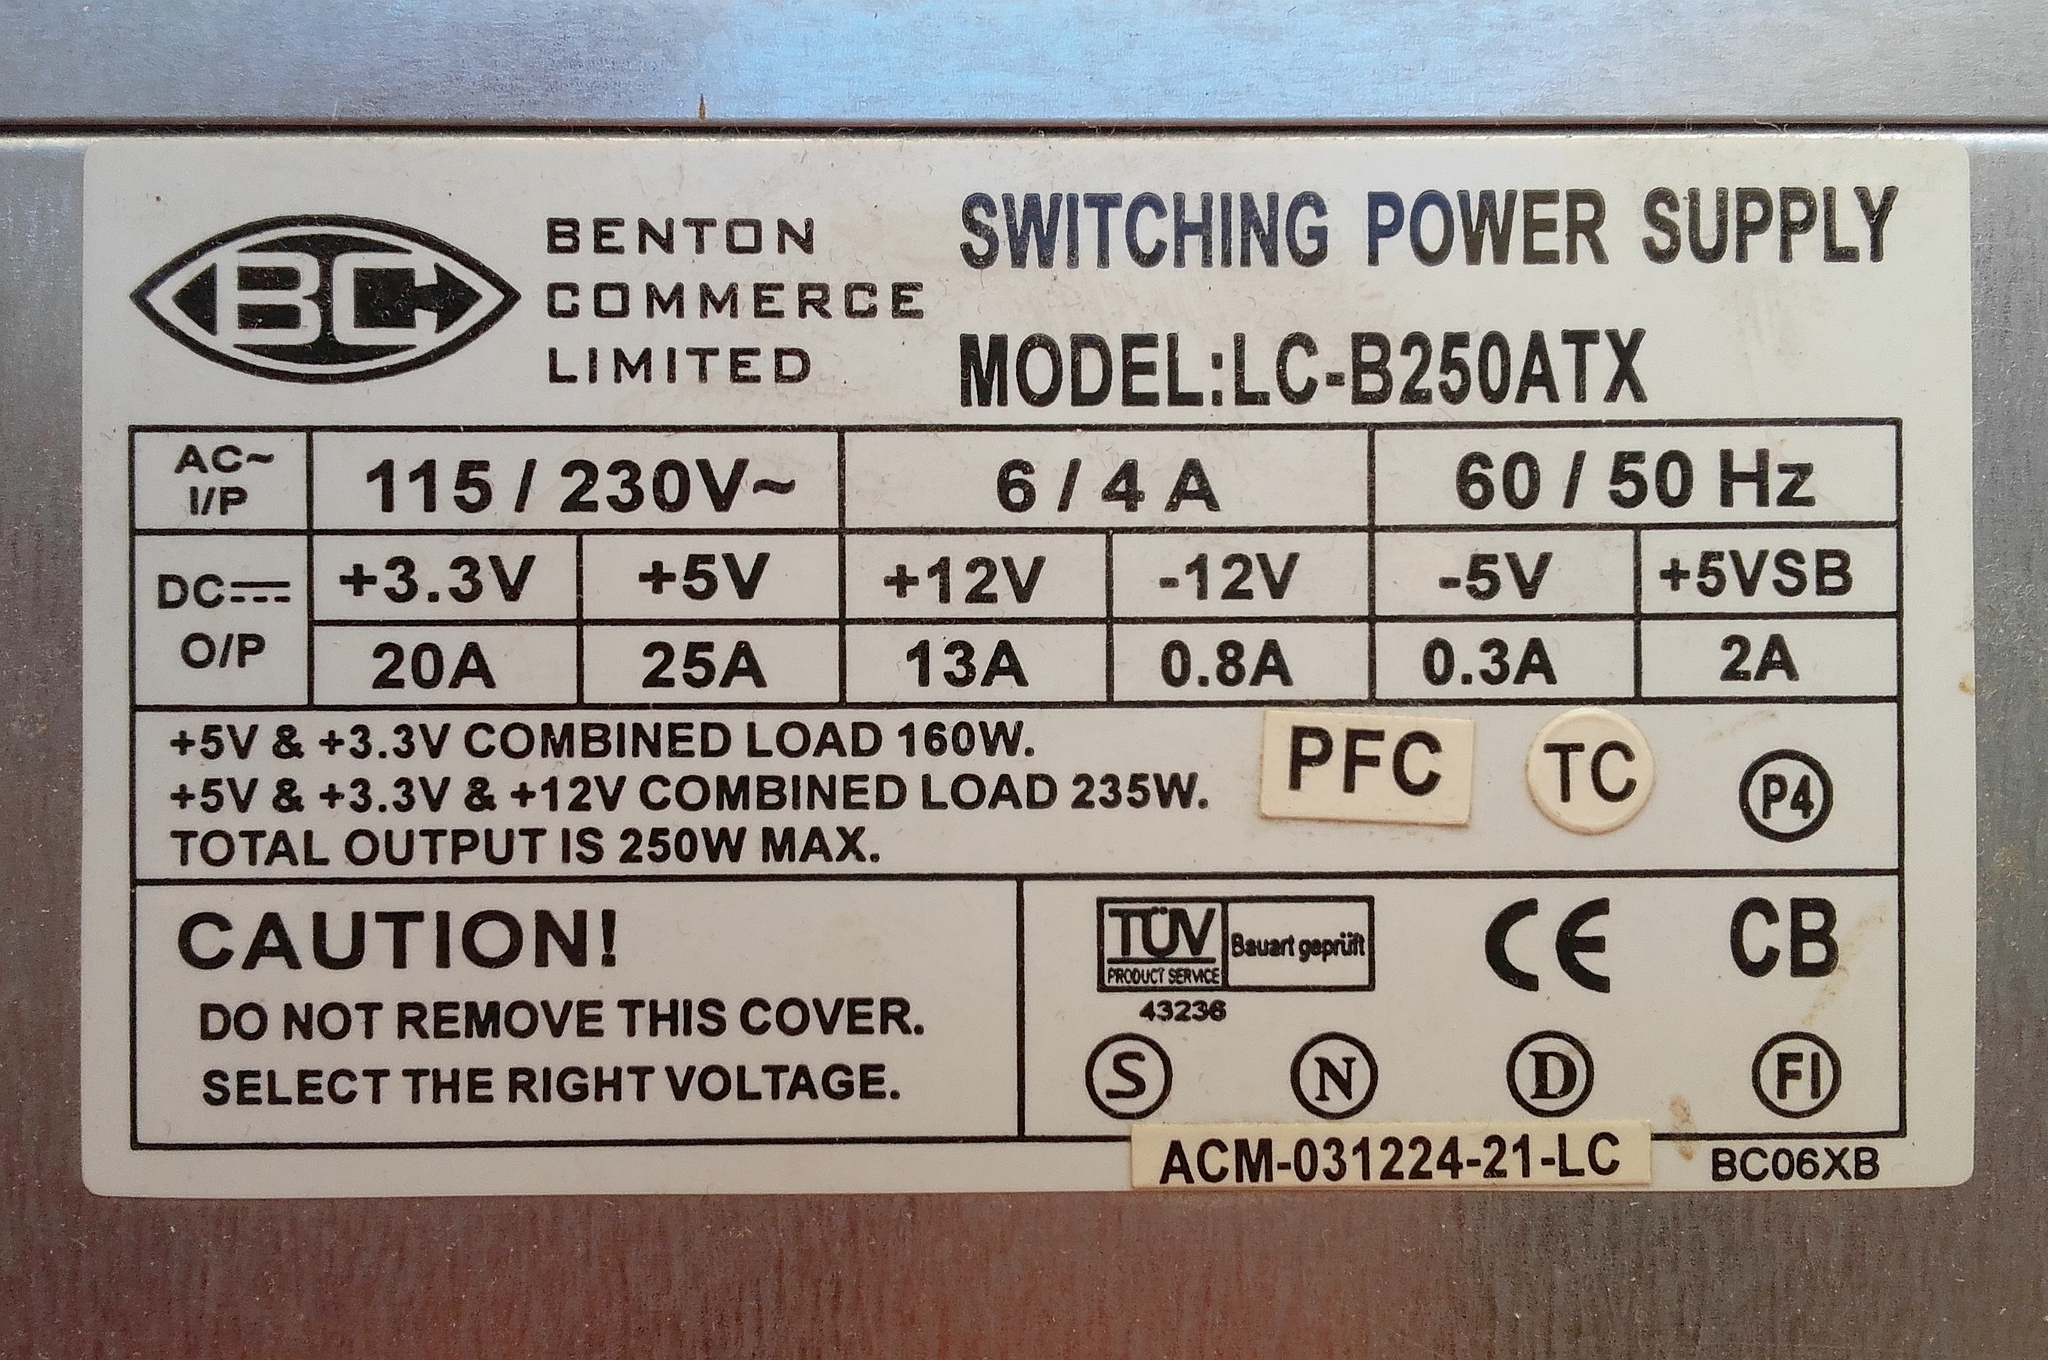 BC
BENTON
COMMERCE
LIMITED
SWITCHING POWER SUPPLY
MODEL:LC-B250ATX
AC~ I/P 115 / 230V~ 6 / 4 A 60 / 50 Hz
DC O/P +3.3V +5V +12V -12V -5V +5VSB
20A 25A 13A 0.8A 0.3A 2A
+5V & +3.3V COMBINED LOAD 160W.
+5V & +3.3V & +12V COMBINED LOAD 235W.
TOTAL OUTPUT IS 250W MAX.
PFC TC P4
CAUTION!
DO NOT REMOVE THIS COVER.
SELECT THE RIGHT VOLTAGE.
TÜV
PRODUCT SERVICE
Bauart geprüft
43236
CE CB
S N D FI
ACM-031224-21-LC
BC06XB